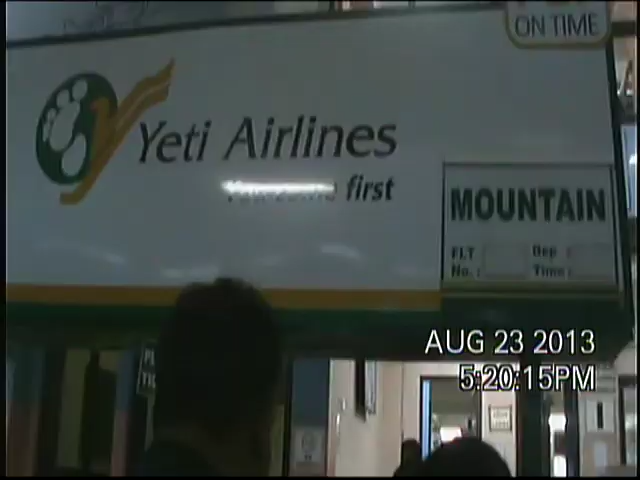 ON TIME
Yeti Airlines
first
MOUNTAIN
FLT Dep :
No. : Time :
AUG 23 2013
5:20:15PM